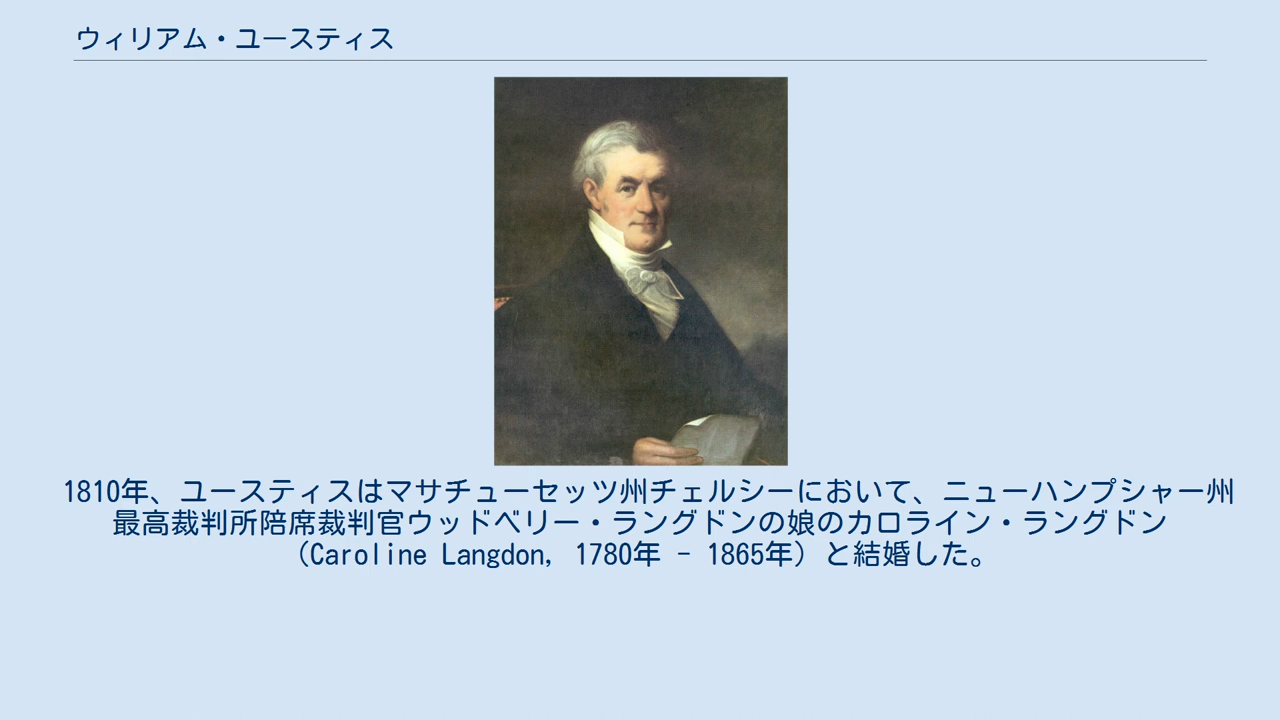 ウィリアム・ユースティス
1810年、ユースティスはマサチューセッツ州チェルシーにおいて、ニューハンプシャー州
最高裁判所陪席裁判官ウッドベリー・ラングドンの娘のカロライン・ラングドン
（Caroline Langdon, 1780年 - 1865年）と結婚した。